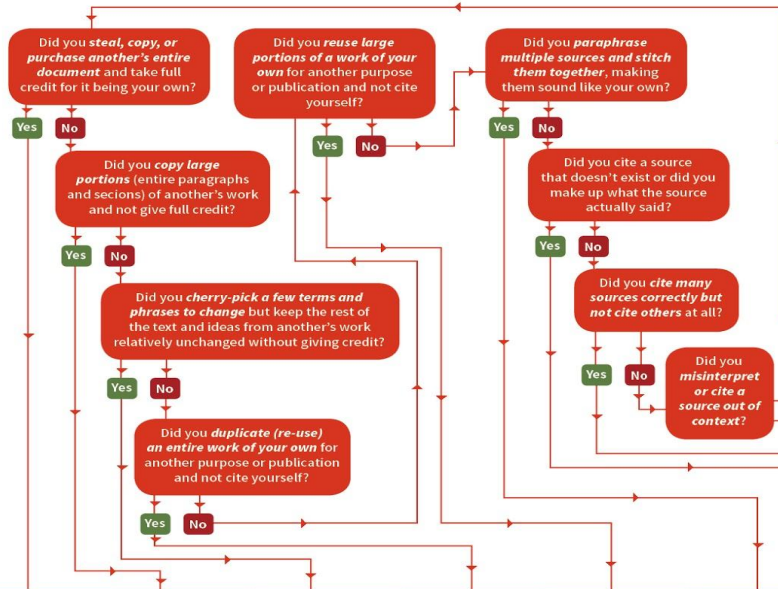 Did you steal, copy, or
purchase another's entire
document and take full
credit for it being your own?
Yes
No
Did you copy large
portions (entire paragraphs
and secions) of another's work
and not give full credit?
Yes
No
Did you cherry-pick a few terms and
phrases to change but keep the rest of
the text and ideas from another's work
relatively unchanged without giving credit?
Yes
No
Did you duplicate (re-use)
an entire work of your own for
another purpose or publication
and not cite yourself?
Yes
No
Did you reuse large
portions of a work of your
own for another purpose
or publication and not cite
yourself?
Yes
No
Did you paraphrase
multiple sources and stitch
them together, making
them sound like your own?
Yes
No
Did you cite a source
that doesn't exist or did you
make up what the source
actually said?
Yes
No
Did you cite many
sources correctly but
not cite others at all?
Yes
No
Did you
misinterpret
or cite a
source out of
context?